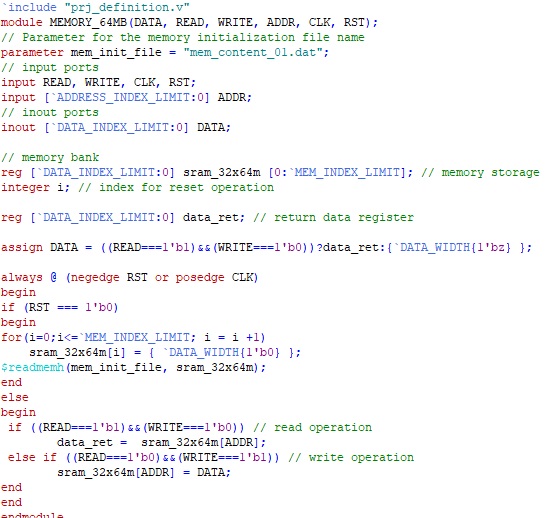 `include "prj_definition.v"
module MEMORY_64MB(DATA, READ, WRITE, ADDR, CLK, RST);
// Parameter for the memory initialization file name
parameter mem_init_file = "mem_content_01.dat";
// input ports
input READ, WRITE, CLK, RST;
input [`ADDRESS_INDEX_LIMIT:0] ADDR;
// inout ports
inout [`DATA_INDEX_LIMIT:0] DATA;
// memory bank
reg [`DATA_INDEX_LIMIT:0] sram_32x64m [0:`MEM_INDEX_LIMIT]; // memory storage
integer i; // index for reset operation
reg [`DATA_INDEX_LIMIT:0] data_ret; // return data register
assign DATA = ((READ===1'b1)&&(WRITE===1'b0))?data_ret:{`DATA_WIDTH{1'bz} };
always @ (negedge RST or posedge CLK)
begin
if (RST === 1'b0)
begin
for(i=0;i<=`MEM_INDEX_LIMIT; i = i +1)
sram_32x64m[i] = { `DATA_WIDTH{1'b0} };
$readmemh(mem_init_file, sram_32x64m);
end
else
begin
if ((READ===1'b1)&&(WRITE===1'b0)) // read operation
data_ret = sram_32x64m[ADDR];
else if ((READ===1'b0)&&(WRITE===1'b1)) // write operation
sram_32x64m[ADDR] = DATA;
end
end
endmodule